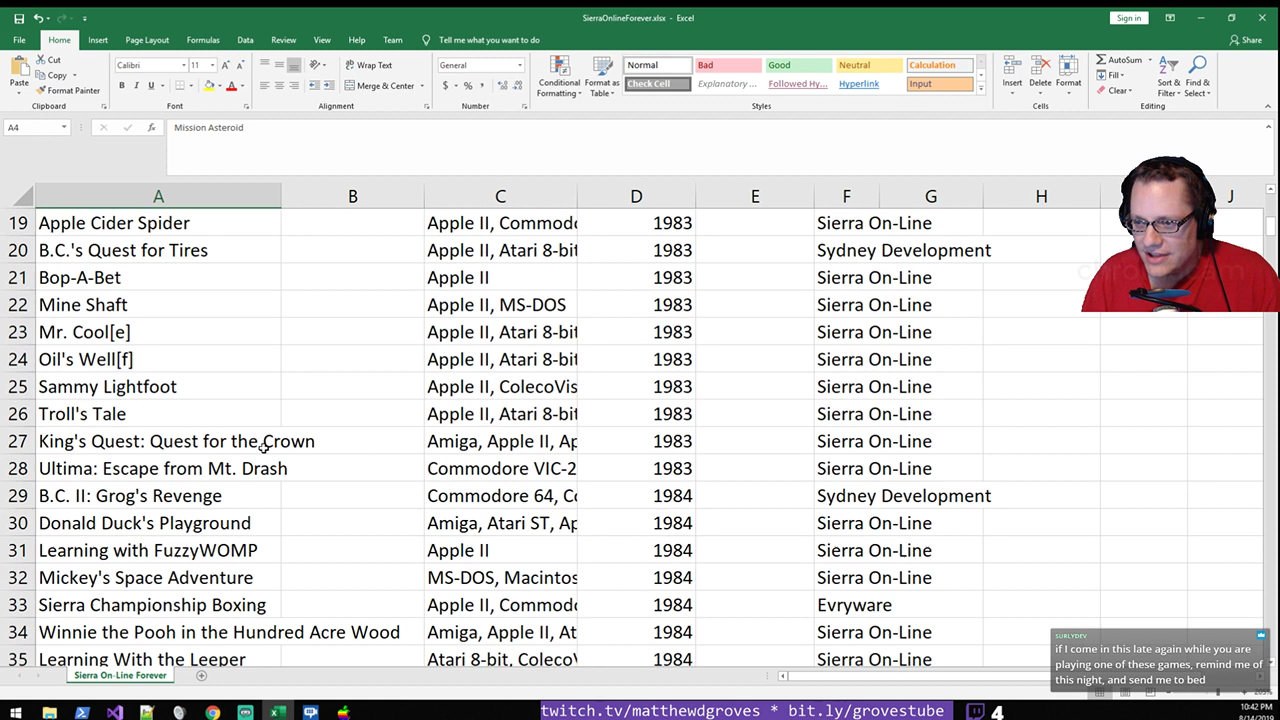 SierraOnlineForever.xlsx - Excel
Sign in
File Home Insert Page Layout Formulas Data Review View Help Team Tell me what you want to do Share
Paste
Cut
Copy
Format Painter
Clipboard
Calibri 11
B I U
Font
Wrap Text
Merge & Center
Alignment
General
$ % ,
Number
Conditional Formatting
Format as Table
Normal Bad Good Neutral Calculation
Check Cell Explanatory ... Followed Hy... Hyperlink Input
Styles
Insert Delete Format
Cells
AutoSum
Fill
Clear
Sort & Filter
Find & Select
Editing
A4 fx Mission Asteroid
A B C D E F G H J
19 Apple Cider Spider Apple II, Commodo 1983 Sierra On-Line
20 B.C.'s Quest for Tires Apple II, Atari 8-bit 1983 Sydney Development
21 Bop-A-Bet Apple II 1983 Sierra On-Line
22 Mine Shaft Apple II, MS-DOS 1983 Sierra On-Line
23 Mr. Cool[e] Apple II, Atari 8-bit 1983 Sierra On-Line
24 Oil's Well[f] Apple II, Atari 8-bit 1983 Sierra On-Line
25 Sammy Lightfoot Apple II, ColecoVis 1983 Sierra On-Line
26 Troll's Tale Apple II, Atari 8-bit 1983 Sierra On-Line
27 King's Quest: Quest for the Crown Amiga, Apple II, Ap 1983 Sierra On-Line
28 Ultima: Escape from Mt. Drash Commodore VIC-2 1983 Sierra On-Line
29 B.C. II: Grog's Revenge Commodore 64, Co 1984 Sydney Development
30 Donald Duck's Playground Amiga, Atari ST, Ap 1984 Sierra On-Line
31 Learning with FuzzyWOMP Apple II 1984 Sierra On-Line
32 Mickey's Space Adventure MS-DOS, Macintos 1984 Sierra On-Line
33 Sierra Championship Boxing Apple II, Commodo 1984 Evryware
34 Winnie the Pooh in the Hundred Acre Wood Amiga, Apple II, At 1984 Sierra On-Line
35 Learning With the Leeper Atari 8-bit, ColecoV 1984 Sierra On-Line
SURLYDEV
if I come in this late again while you are
playing one of these games, remind me of
this night, and send me to bed
Sierra On-Line Forever
205%
twitch.tv/matthewdgroves * bit.ly/grovestube
4
10:42 PM